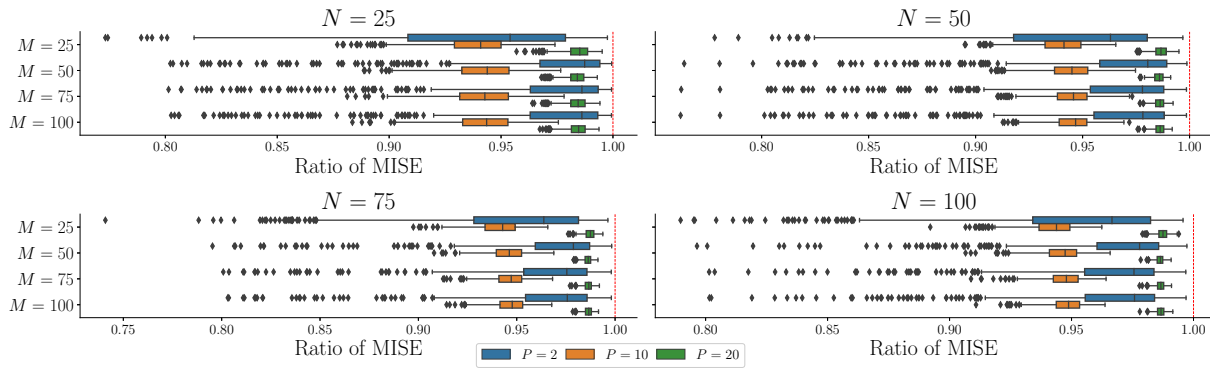 N = 25
N = 50
M = 25
M = 50
M = 75
M = 100
0.80 0.85 0.90 0.95 1.00
0.80 0.85 0.90 0.95 1.00
Ratio of MISE
Ratio of MISE
N = 75
N = 100
M = 25
M = 50
M = 75
M = 100
0.75 0.80 0.85 0.90 0.95 1.00
0.80 0.85 0.90 0.95 1.00
Ratio of MISE
Ratio of MISE
P = 2 P = 10 P = 20